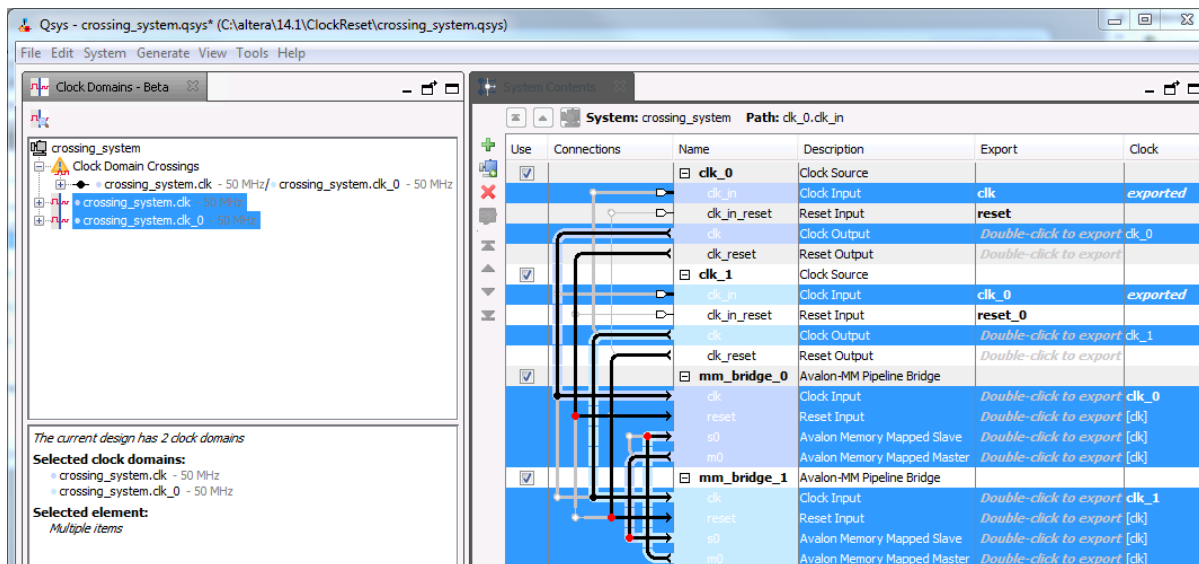 Qsys - crossing_system.qsys* (C:\altera\14.1\ClockReset\crossing_system.qsys)
File Edit System Generate View Tools Help
Clock Domains - Beta
crossing_system
Clock Domain Crossings
crossing_system.clk - 50 MHz/ crossing_system.clk_0 - 50 MHz
crossing_system.clk - 50 MHz
crossing_system.clk_0 - 50 MHz
The current design has 2 clock domains
Selected clock domains:
crossing_system.clk - 50 MHz
crossing_system.clk_0 - 50 MHz
Selected element:
Multiple items
System Contents
System: crossing_system Path: clk_0.clk_in
Use Connections Name Description Export Clock
clk_0 Clock Source
clk_in Clock Input clk exported
clk_in_reset Reset Input reset
clk Clock Output Double-click to export clk_0
clk_reset Reset Output Double-click to export
clk_1 Clock Source
clk_in Clock Input clk_0 exported
clk_in_reset Reset Input reset_0
clk Clock Output Double-click to export clk_1
clk_reset Reset Output Double-click to export
mm_bridge_0 Avalon-MM Pipeline Bridge
clk Clock Input Double-click to export clk_0
reset Reset Input Double-click to export [clk]
s0 Avalon Memory Mapped Slave Double-click to export [clk]
m0 Avalon Memory Mapped Master Double-click to export [clk]
mm_bridge_1 Avalon-MM Pipeline Bridge
clk Clock Input Double-click to export clk_1
reset Reset Input Double-click to export [clk]
s0 Avalon Memory Mapped Slave Double-click to export [clk]
m0 Avalon Memory Mapped Master Double-click to export [clk]